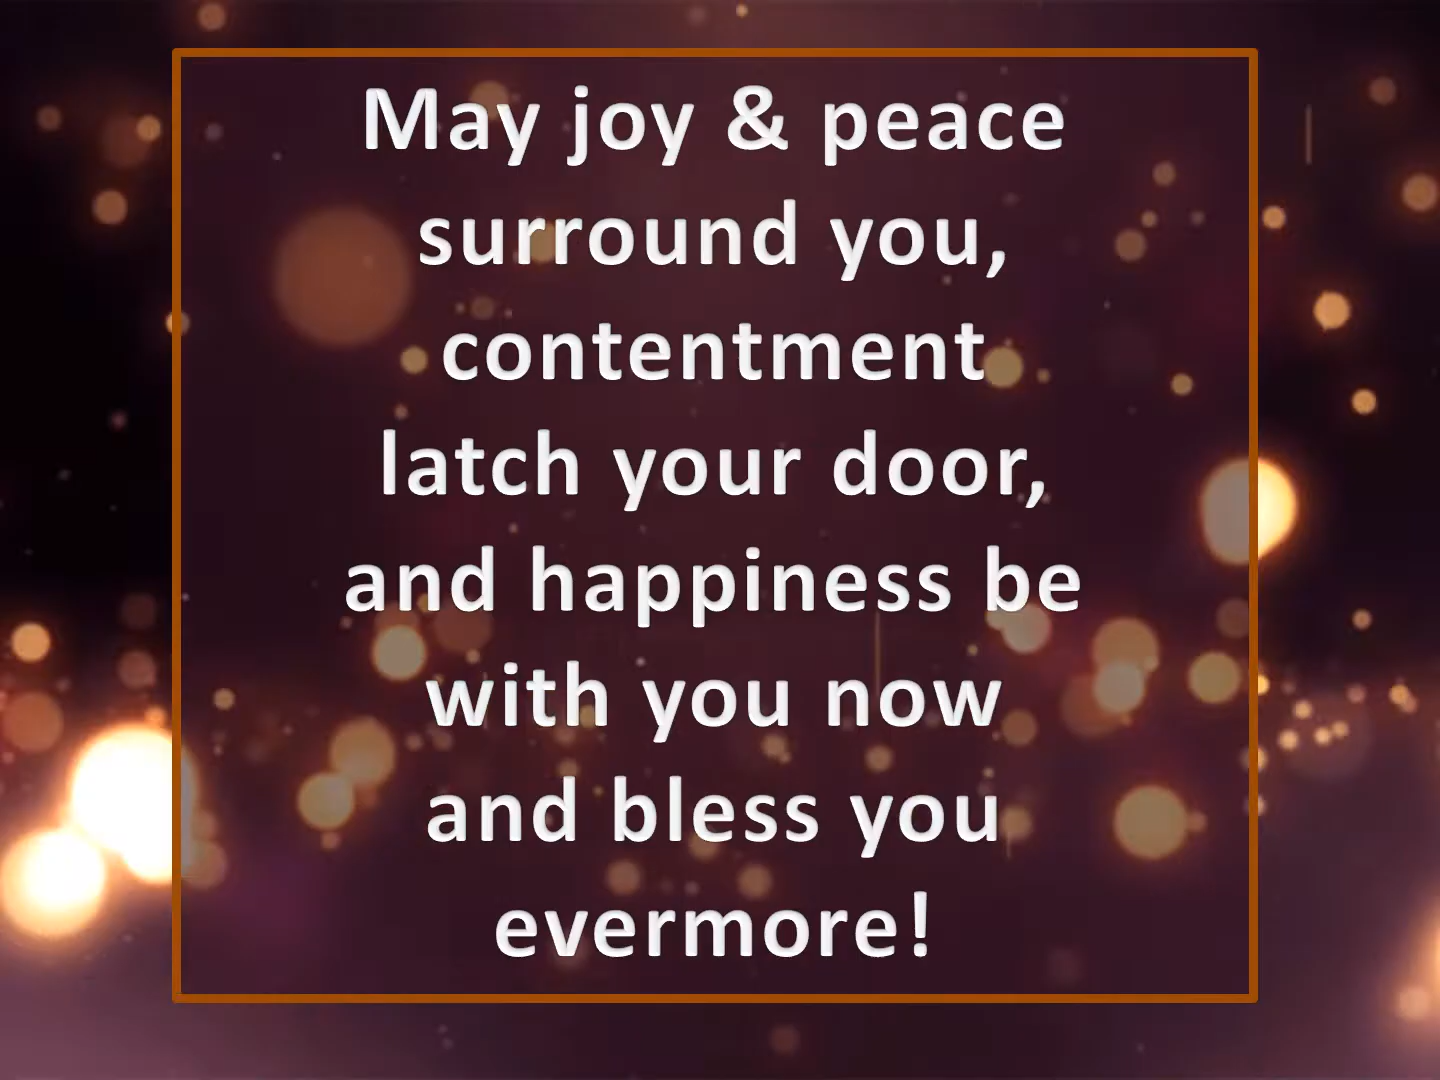 May joy & peace
surround you,
contentment
latch your door,
and happiness be
with you now
and bless you
evermore!